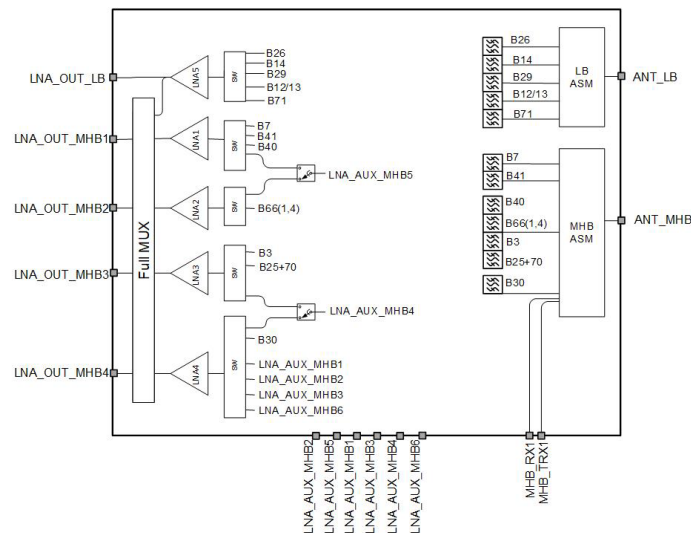 LNA_OUT_LB
LNA_OUT_MHB1
LNA_OUT_MHB2
LNA_OUT_MHB3
LNA_OUT_MHB4
Full MUX
LNA5
SW
B26
B14
B29
B12/13
B71
LNA1
SW
B7
B41
B40
LNA_AUX_MHB5
LNA2
SW
B66(1,4)
LNA3
SW
B3
B25+70
LNA_AUX_MHB4
LNA4
SW
B30
LNA_AUX_MHB1
LNA_AUX_MHB2
LNA_AUX_MHB3
LNA_AUX_MHB6
B26
B14
B29
B12/13
B71
LB
ASM
ANT_LB
B7
B41
B40
B66(1,4)
B3
B25+70
B30
MHB
ASM
ANT_MHB
LNA_AUX_MHB2
LNA_AUX_MHB5
LNA_AUX_MHB1
LNA_AUX_MHB3
LNA_AUX_MHB4
LNA_AUX_MHB6
MHB_RX1
MHB_TRX1